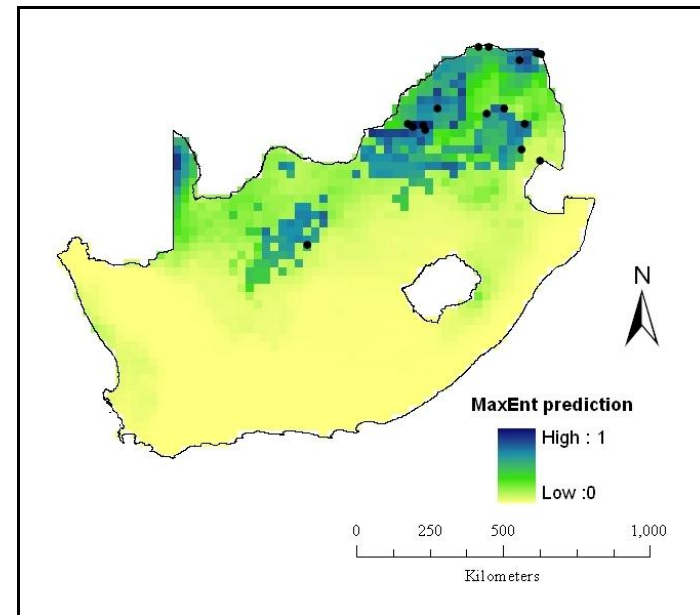 N
MaxEnt prediction
High : 1
Low :0
0 250 500 1,000
Kilometers